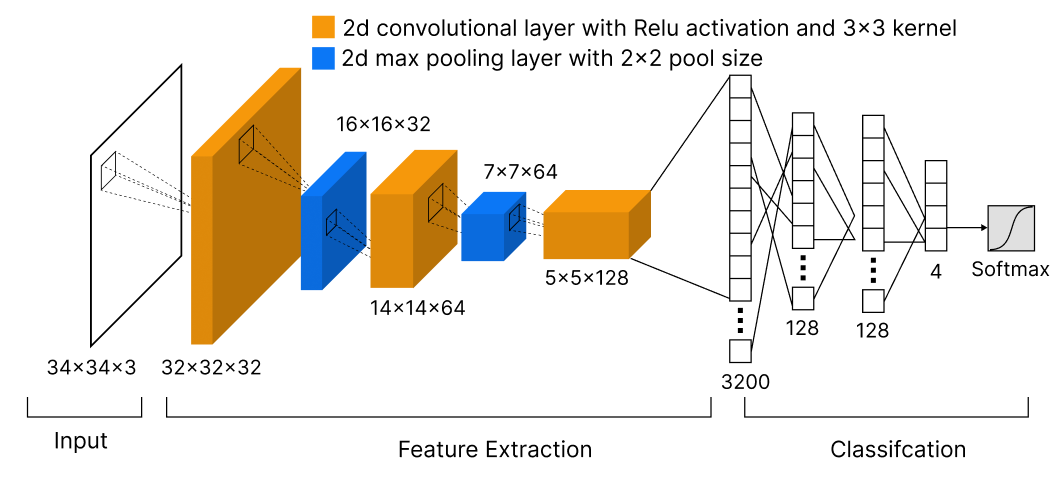 2d convolutional layer with Relu activation and 3×3 kernel
2d max pooling layer with 2×2 pool size
16×16×32
7×7×64
5×5×128
14×14×64
34×34×3
32×32×32
3200
128
128
4
Softmax
Input
Feature Extraction
Classifcation